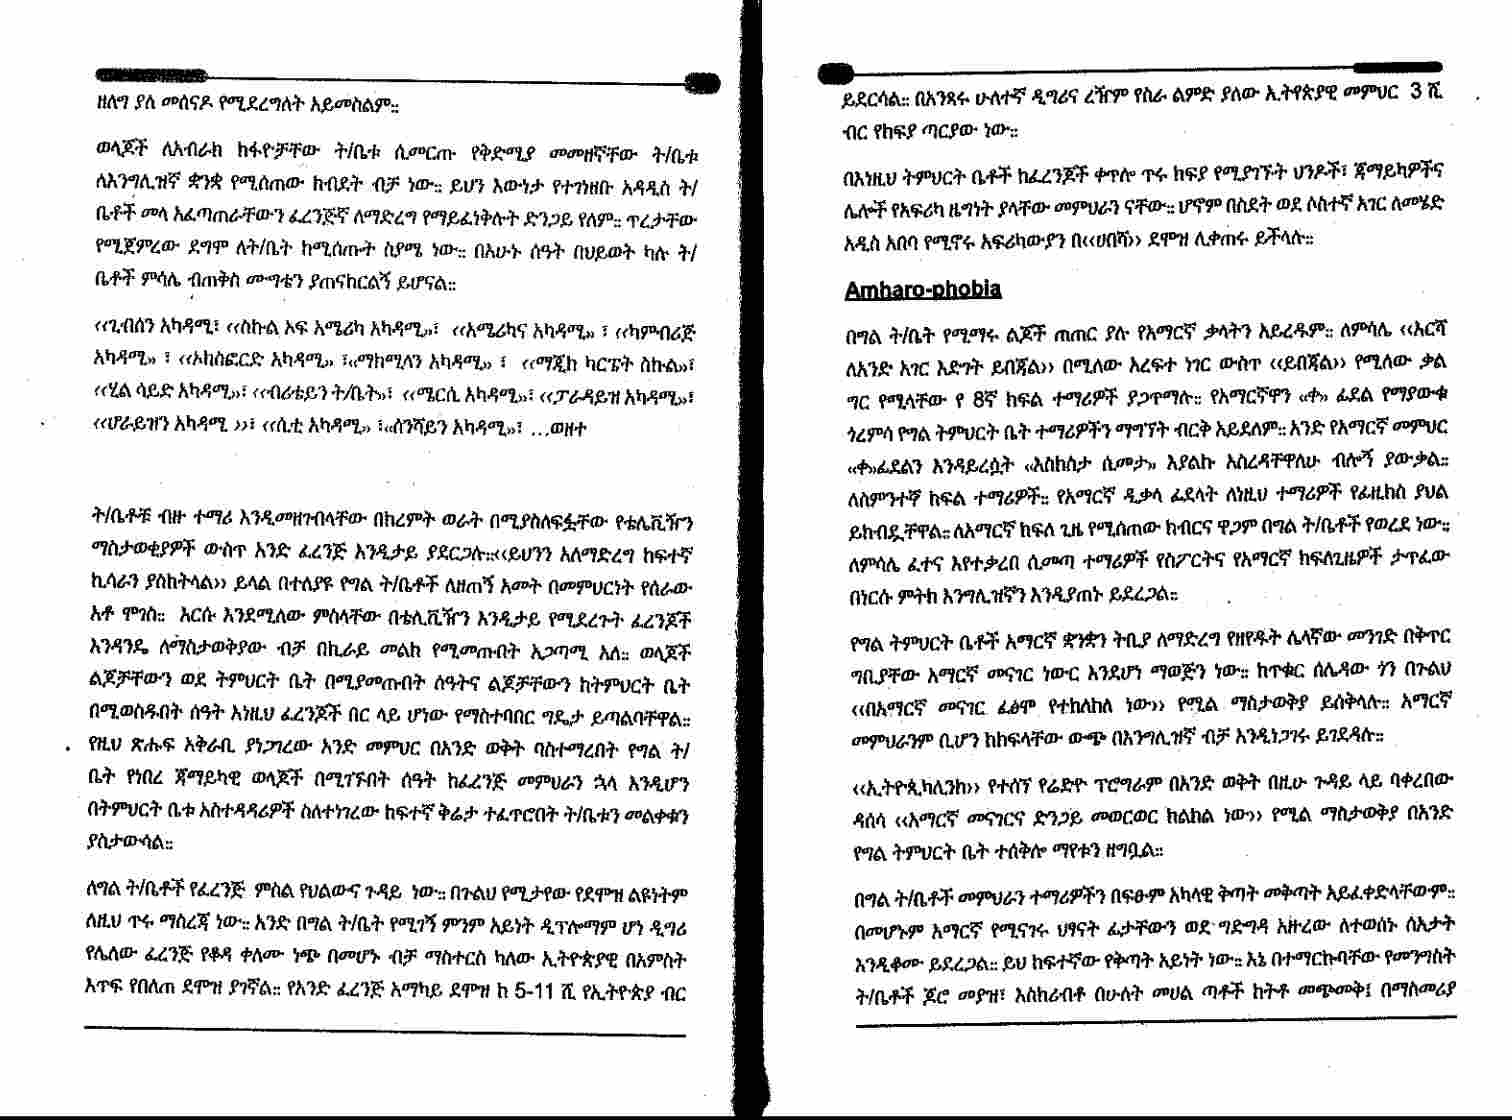 ዘለግ ያለ መሰናዶ የሚደረግለት አይመስልም።
ወላጆች ለአብራክ ክፋዮቻቸው ት/ቤቱ ሲመርጡ የቅድሚያ መመዘኛቸው ት/ቤቱ
ለእንግሊዝኛ ቋንቋ የሚሰጠው ክብደት ብቻ ነው። ይህን እውነታ የተገነዘቡ አዳዲስ ት/
ቤቶች መላ አፈጣጠራቸውን ፈረንጅኛ ለማድረግ የማይፈነቅሉት ድንጋይ የለም። ጥረታቸው
የሚጀምረው ደግሞ ለት/ቤት ከሚሰጡት ስያሜ ነው። በአሁኑ ሰዓት በህይወት ካሉ ት/
ቤቶች ምሳሌ ብጠቅስ ሙግቴን ያጠናክርልኝ ይሆናል።
‹‹ጊብሰን አካዳሚ፣ ‹‹ስኩል ኦፍ አሜሪካ አካዳሚ››፣ ‹‹አሜሪካና አካዳሚ›› ፣ ‹‹ካምብሪጅ
አካዳሚ›› ፣ ‹‹ኦክስፎርድ አካዳሚ›› ፣‹‹ማክሚላን አካዳሚ›› ፣ ‹‹ማጂክ ካርፔት ስኩል››፣
‹‹ሂል ሳይድ አካዳሚ››፣ ‹‹ብሪቴይን ት/ቤት››፣ ‹‹ሜርሲ አካዳሚ››፣ ‹‹ፓራዳይዝ አካዳሚ››፣
‹‹ሆራይዝን አካዳሚ ››፣ ‹‹ሲቲ አካዳሚ›› ፣‹‹ሰንሻይን አካዳሚ››፣ ...ወዘተ
ት/ቤቶቹ ብዙ ተማሪ እንዲመዘገብላቸው በክረምት ወራት በሚያስለፍፏቸው የቴሌቪዥን
ማስታወቂያዎች ውስጥ አንድ ፈረንጅ እንዲታይ ያደርጋሉ።‹‹ይህንን አለማድረግ ከፍተኛ
ኪሳራን ያስከትላል›› ይላል በተለያዩ የግል ት/ቤቶች ለዘጠኝ አመት በመምህርነት የሰራው
አቶ ሞገስ። እርሱ እንደሚለው ምስላቸው በቴሌቪዥን እንዲታይ የሚደረጉት ፈረንጆች
እንዳንዴ ለማስታወቅያው ብቻ በኪራይ መልክ የሚመጡበት አጋጣሚ አለ። ወላጆች
ልጆቻቸውን ወደ ትምህርት ቤት በሚያመጡበት ሰዓትና ልጆቻቸውን ከትምህርት ቤት
በሚወስዱበት ሰዓት እነዚህ ፈረንጆች በር ላይ ሆነው የማስተባበር ግዴታ ይጣልባቸዋል።
የዚህ ጽሑፍ አቅራቢ ያነጋገረው አንድ መምህር በአንድ ወቅት ባስተማረበት የግል ት/
ቤት የነበረ ጃማይካዊ ወላጆች በሚገኙበት ሰዓት ከፈረንጅ መምህራን ኋላ እንዲሆን
በትምህርት ቤቱ አስተዳዳሪዎች ስለተነገረው ከፍተኛ ቅሬታ ተፈጥሮበት ት/ቤቱን መልቀቁን
ያስታውሳል።
ለግል ት/ቤቶች የፈረንጅ ምስል የህልውና ጉዳይ ነው። በጉልህ የሚታየው የደሞዝ ልዩነትም
ለዚህ ጥሩ ማስረጃ ነው። አንድ በግል ት/ቤት የሚገኝ ምንም አይነት ዲፕሎማም ሆነ ዲግሪ
የሌለው ፈረንጅ የቆዳ ቀለሙ ነጭ በመሆኑ ብቻ ማስተርስ ካለው ኢትዮጵያዊ በአምስት
እጥፍ የበለጠ ደሞዝ ያገኛል። የአንድ ፈረንጅ አማካይ ደሞዝ ከ 5-11 ሺ የኢትዮጵያ ብር
ይደርሳል። በአንጻሩ ሁለተኛ ዲግሪና ረዥም የስራ ልምድ ያለው ኢትዮጵያዊ መምህር 3 ሺ
ብር የክፍያ ጣርያው ነው።
በእነዚህ ትምህርት ቤቶች ከፈረንጆች ቀጥሎ ጥሩ ክፍያ የሚያገኙት ህንዶች፣ ጃማይካዎችና
ሌሎች የአፍሪካ ዜግነት ያላቸው መምህራን ናቸው። ሆኖም በስደት ወደ ሶስተኛ አገር ለመሄድ
አዲስ አበባ የሚኖሩ አፍሪካውያን በ‹‹ሀበሻ›› ደሞዝ ሊቀጠሩ ይችላሉ።
Amharo-phobia
በግል ት/ቤት የሚማሩ ልጆች ጠጠር ያሉ የአማርኛ ቃላትን አይረዱም። ለምሳሌ ‹‹እርሻ
ለአንድ አገር እድገት ይበጃል›› በሚለው አረፍተ ነገር ውስጥ ‹‹ይበጃል›› የሚለው ቃል
ግር የሚላቸው የ 8ኛ ክፍል ተማሪዎች ያጋጥማሉ። የአማርኛዋን ‹‹ቀ›› ፊደል የማያውቁ
ጎረምሳ የግል ትምህርት ቤት ተማሪዎችን ማግኘት ብርቅ አይደለም። አንድ የአማርኛ መምህር
‹‹ቀ››ፊደልን እንዳይረሷት ‹‹እስክስታ ሲመታ›› እያልኩ አስረዳቸዋለሁ ብሎኝ ያውቃል።
ለስምንተኛ ክፍል ተማሪዎች። የአማርኛ ዲቃላ ፊደላት ለነዚህ ተማሪዎች የፊዚክስ ያህል
ይከብዷቸዋል። ለአማርኛ ክፍለ ጊዜ የሚሰጠው ክብርና ዋጋም በግል ት/ቤቶች የወረደ ነው።
ለምሳሌ ፈተና እየተቃረበ ሲመጣ ተማሪዎች የስፖርትና የአማርኛ ክፍለጊዜዎች ታጥፈው
በነርሱ ምትክ እንግሊዝኛን እንዲያጠኑ ይደረጋል።
የግል ትምህርት ቤቶች አማርኛ ቋንቋን ትቢያ ለማድረግ የዘየዱት ሌላኛው መንገድ በቅጥር
ግቢያቸው አማርኛ መናገር ነውር እንደሆነ ማወጅን ነው። ከጥቁር ሰሌዳው ጎን በጉልህ
‹‹በአማርኛ መናገር ፈፅሞ የተከለከለ ነው›› የሚል ማስታወቅያ ይሰቅላሉ። አማርኛ
መምህራንም ቢሆን ከክፍላቸው ውጭ በእንግሊዝኛ ብቻ እንዲነጋገሩ ይገደዳሉ።
‹‹ኢትዮጲካሊንክ›› የተሰኘ የሬድዮ ፕሮግራም በአንድ ወቅት በዚሁ ጉዳይ ላይ ባቀረበው
ዳሰሳ ‹‹አማርኛ መናገርና ድንጋይ መወርወር ክልክል ነው›› የሚል ማስታወቅያ በአንድ
የግል ትምህርት ቤት ተሰቅሎ ማየቱን ዘግቧል።
በግል ት/ቤቶች መምህራን ተማሪዎችን በፍፁም አካላዊ ቅጣት መቅጣት አይፈቀድላቸውም።
በመሆኑም አማርኛ የሚናገሩ ህፃናት ፊታቸውን ወደ ግድግዳ አዙረው ለተወሰኑ ሰአታት
እንዲቆሙ ይደረጋል። ይህ ከፍተኛው የቅጣት አይነት ነው። እኔ በተማርኩባቸው የመንግስት
ት/ቤቶች ጆሮ መያዝ፣ እስክሪብቶ በሁለት መሀል ጣቶች ከትቶ መጭመቅ፤ በማስመሪያ